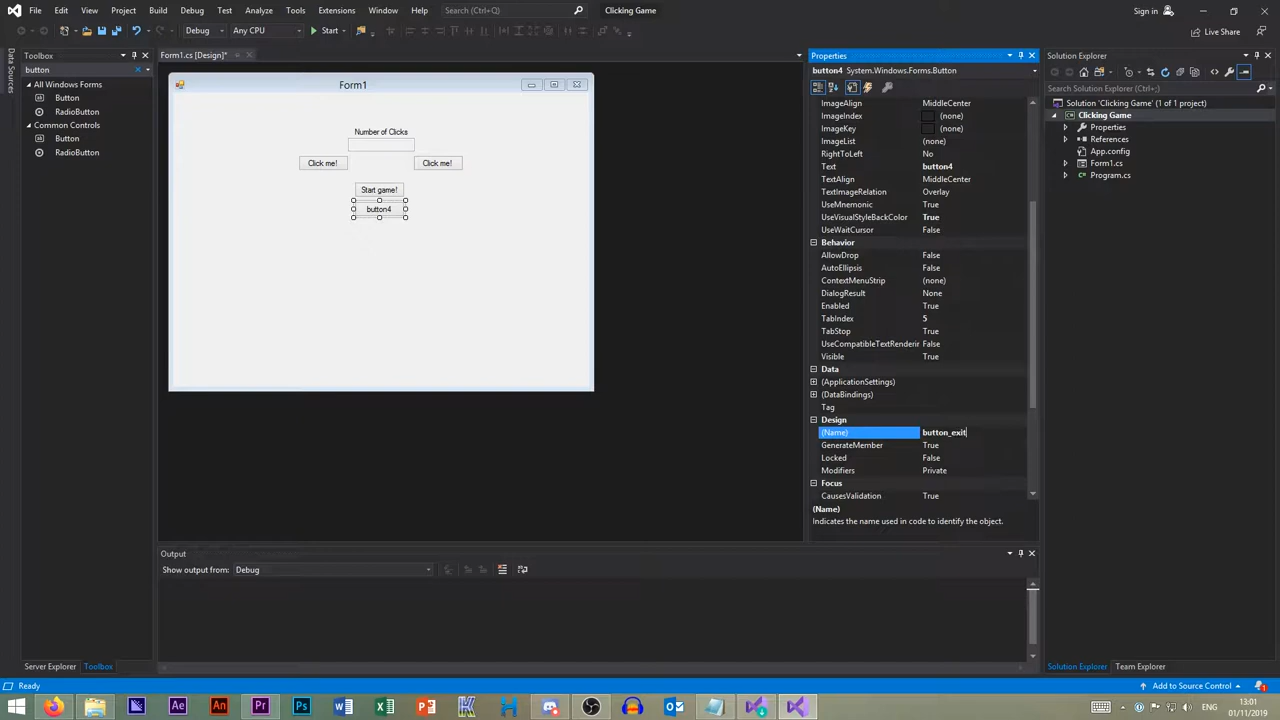 File Edit View Project Build Debug Test Analyze Tools Extensions Window Help Search (Ctrl+Q) Clicking Game Sign in
Debug Any CPU Start Live Share
Data Sources
Toolbox
button
All Windows Forms
Button
RadioButton
Common Controls
Button
RadioButton
Server Explorer Toolbox
Form1.cs [Design]*
Form1
Number of Clicks
Click me! Click me!
Start game!
button4
Output
Show output from: Debug
Properties
button4 System.Windows.Forms.Button
ImageAlign MiddleCenter
ImageIndex (none)
ImageKey (none)
ImageList (none)
RightToLeft No
Text button4
TextAlign MiddleCenter
TextImageRelation Overlay
UseMnemonic True
UseVisualStyleBackColor True
UseWaitCursor False
Behavior
AllowDrop False
AutoEllipsis False
ContextMenuStrip (none)
DialogResult None
Enabled True
TabIndex 5
TabStop True
UseCompatibleTextRenderin False
Visible True
Data
(ApplicationSettings)
(DataBindings)
Tag
Design
(Name) button_exit
GenerateMember True
Locked False
Modifiers Private
Focus
CausesValidation True
(Name)
Indicates the name used in code to identify the object.
Solution Explorer
Search Solution Explorer (Ctrl+;)
Solution 'Clicking Game' (1 of 1 project)
Clicking Game
Properties
References
App.config
Form1.cs
Program.cs
Solution Explorer Team Explorer
Ready Add to Source Control 1
Ae An Pr Ps
13:01
01/11/2019